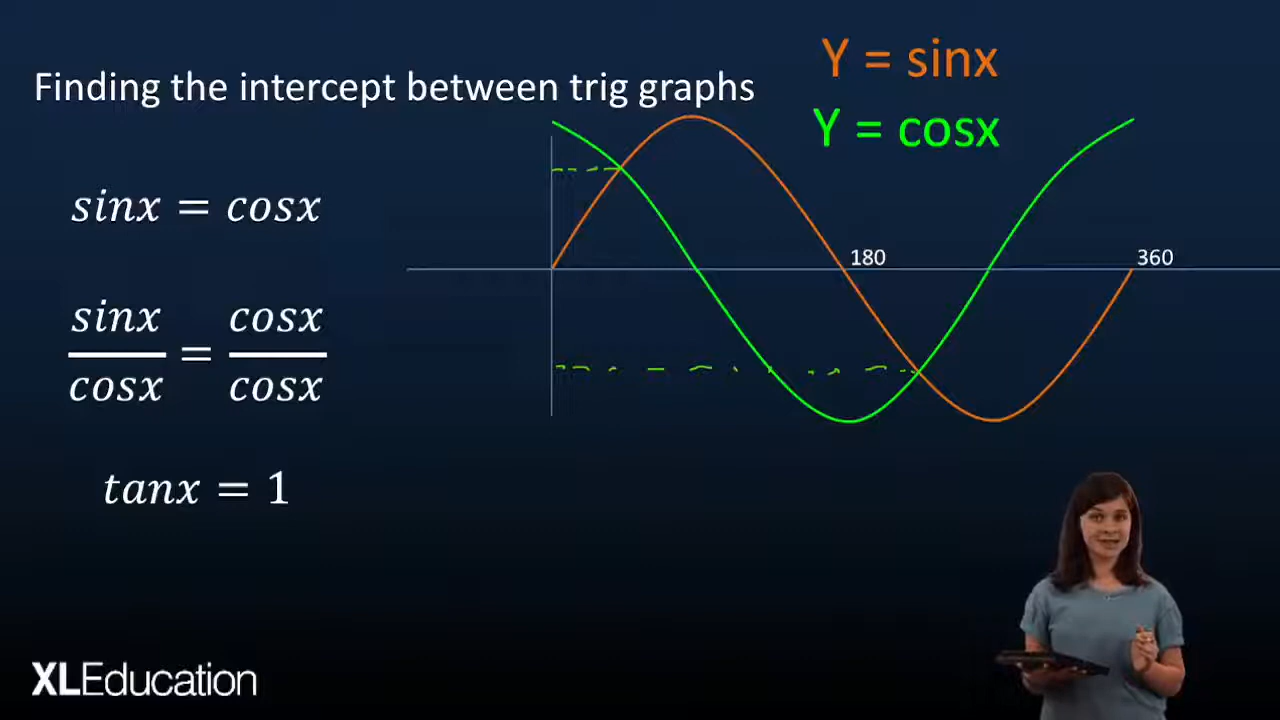 Y = sinx
Finding the intercept between trig graphs
Y = cosx
sinx = cosx
sinx/cosx = cosx/cosx
180
360
tanx = 1
XLEducation